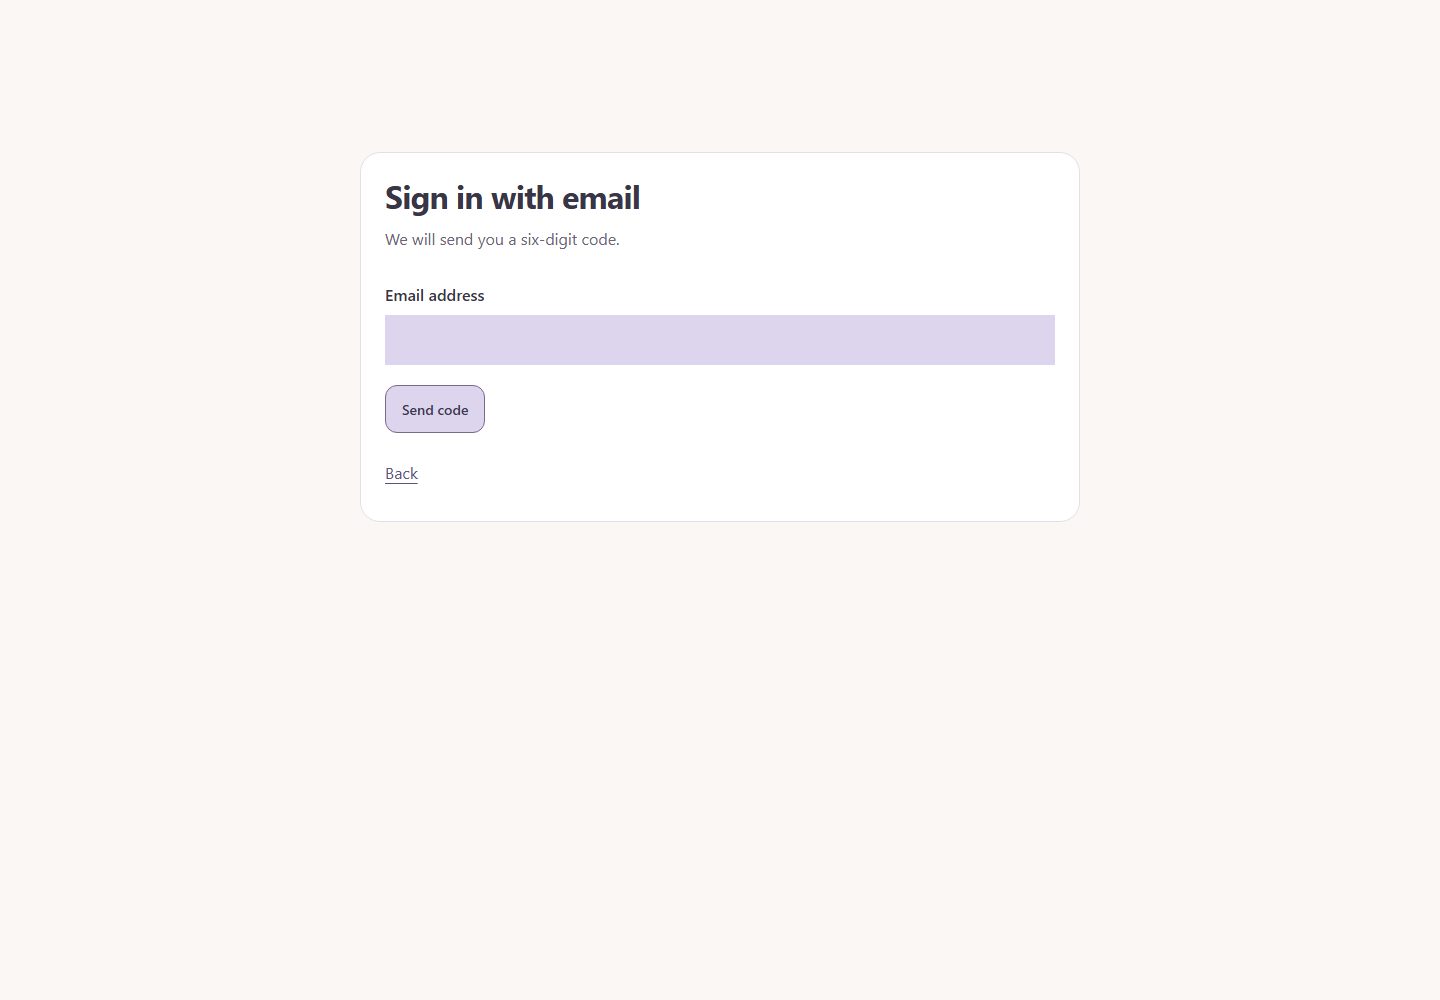 Sign in with email
We will send you a six-digit code.
Email address
Send code
Back